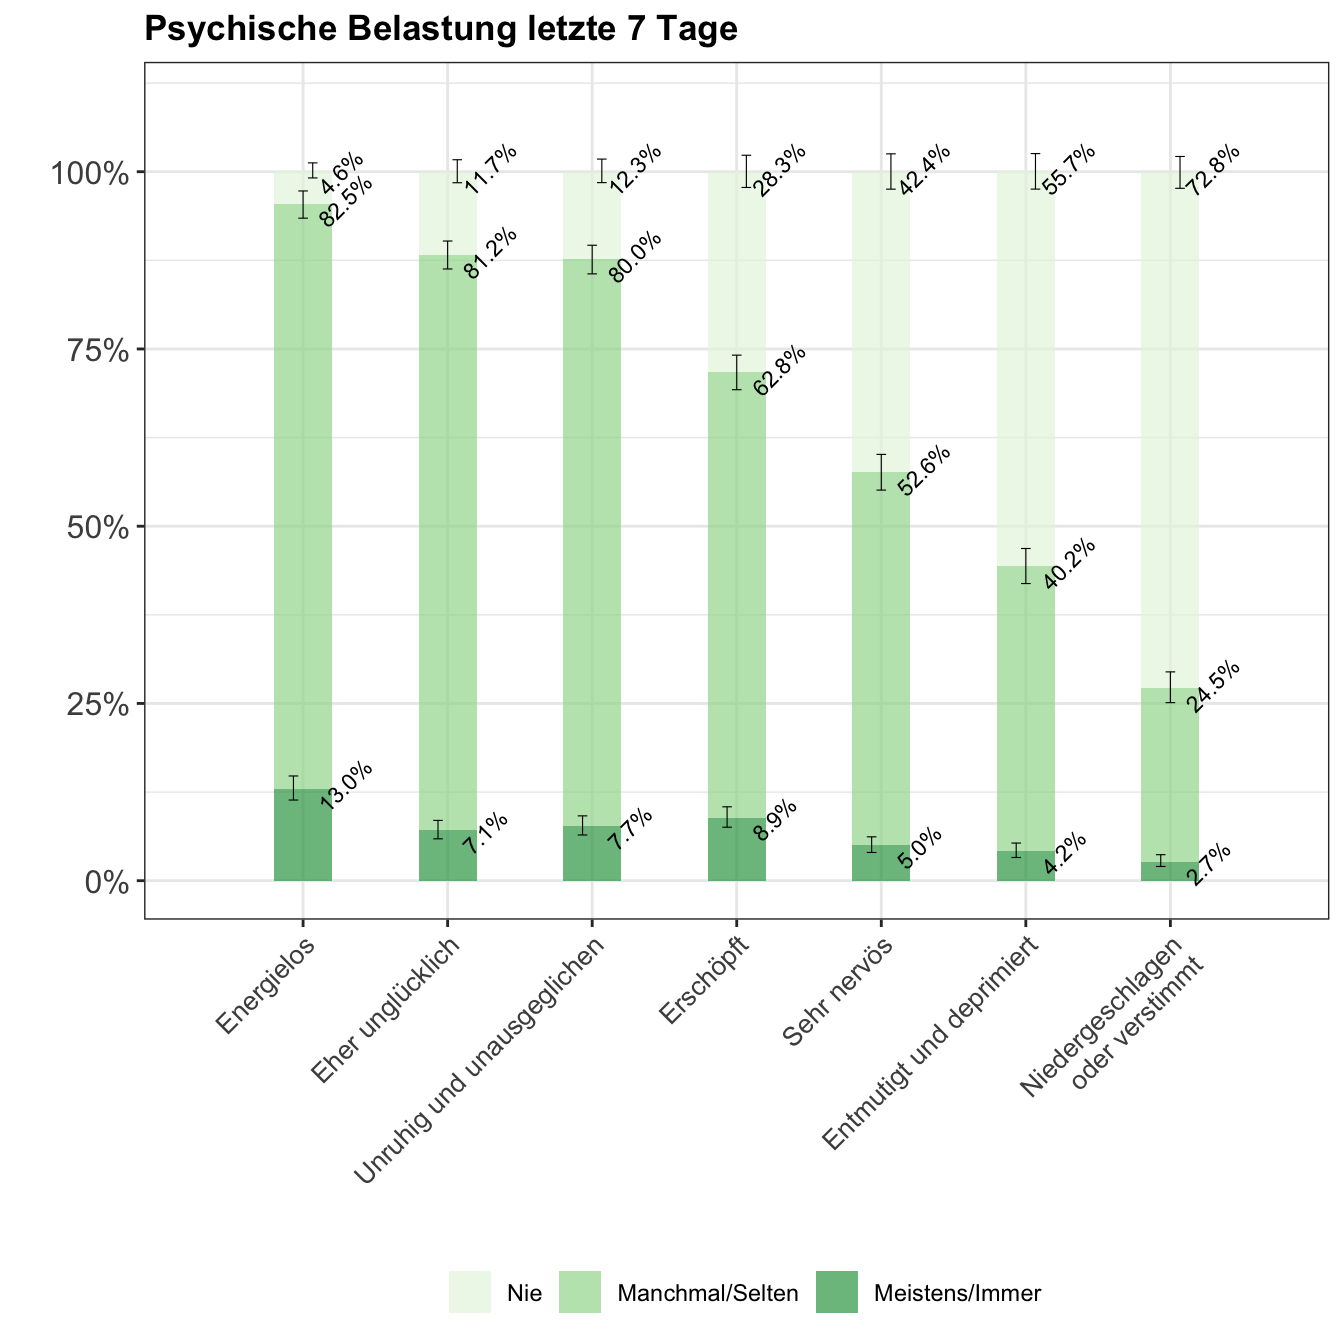 Psychische Belastung letzte 7 Tage
100%
75%
50%
25%
0%
4.6%
11.7%
12.3%
28.3%
42.4%
55.7%
72.8%
82.5%
81.2%
80.0%
62.8%
52.6%
40.2%
24.5%
13.0%
7.1%
7.7%
8.9%
5.0%
4.2%
2.7%
Energielos
Eher unglücklich
Unruhig und unausgeglichen
Erschöpft
Sehr nervös
Entmutigt und deprimiert
Niedergeschlagen
oder verstimmt
Nie
Manchmal/Selten
Meistens/Immer